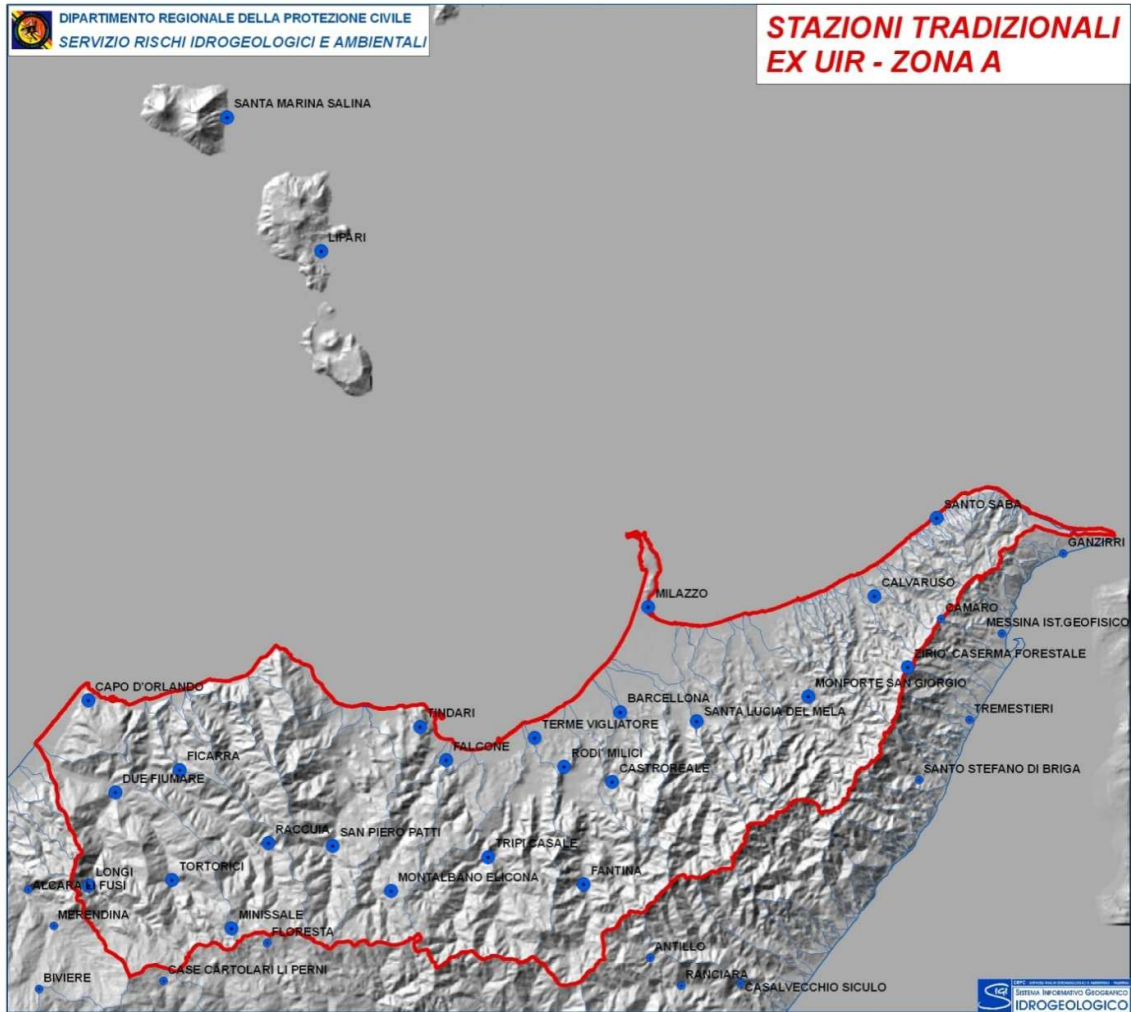 DIPARTIMENTO REGIONALE DELLA PROTEZIONE CIVILE
SERVIZIO RISCHI IDROGEOLOGICI E AMBIENTALI
STAZIONI TRADIZIONALI
EX UIR - ZONA A
SANTA MARINA SALINA
LIPARI
SANTO SABA
GANZIRRI
CALVARUSO
MILAZZO
CAMARO
MESSINA IST.GEOFISICO
ZIRIO' CASERMA FORESTALE
CAPO D'ORLANDO
MONFORTE SAN GIORGIO
BARCELLONA
SANTA LUCIA DEL MELA
TREMESTIERI
TINDARI
TERME VIGLIATORE
FALCONE
FICARRA
RODI' MILICI
DUE FIUMARE
CASTROREALE
SANTO STEFANO DI BRIGA
RACCUIA
SAN PIERO PATTI
TRIPI CASALE
LONGI
TORTORICI
ALCARA LI FUSI
MONTALBANO ELICONA
FANTINA
MERENDINA
MINISSALE
FLORESTA
ANTILLO
BIVIERE
CASE CARTOLARI LI PERNI
RANCIARA
CASALVECCHIO SICULO
SIGI
SISTEMA INFORMATIVO GEOGRAFICO
IDROGEOLOGICO